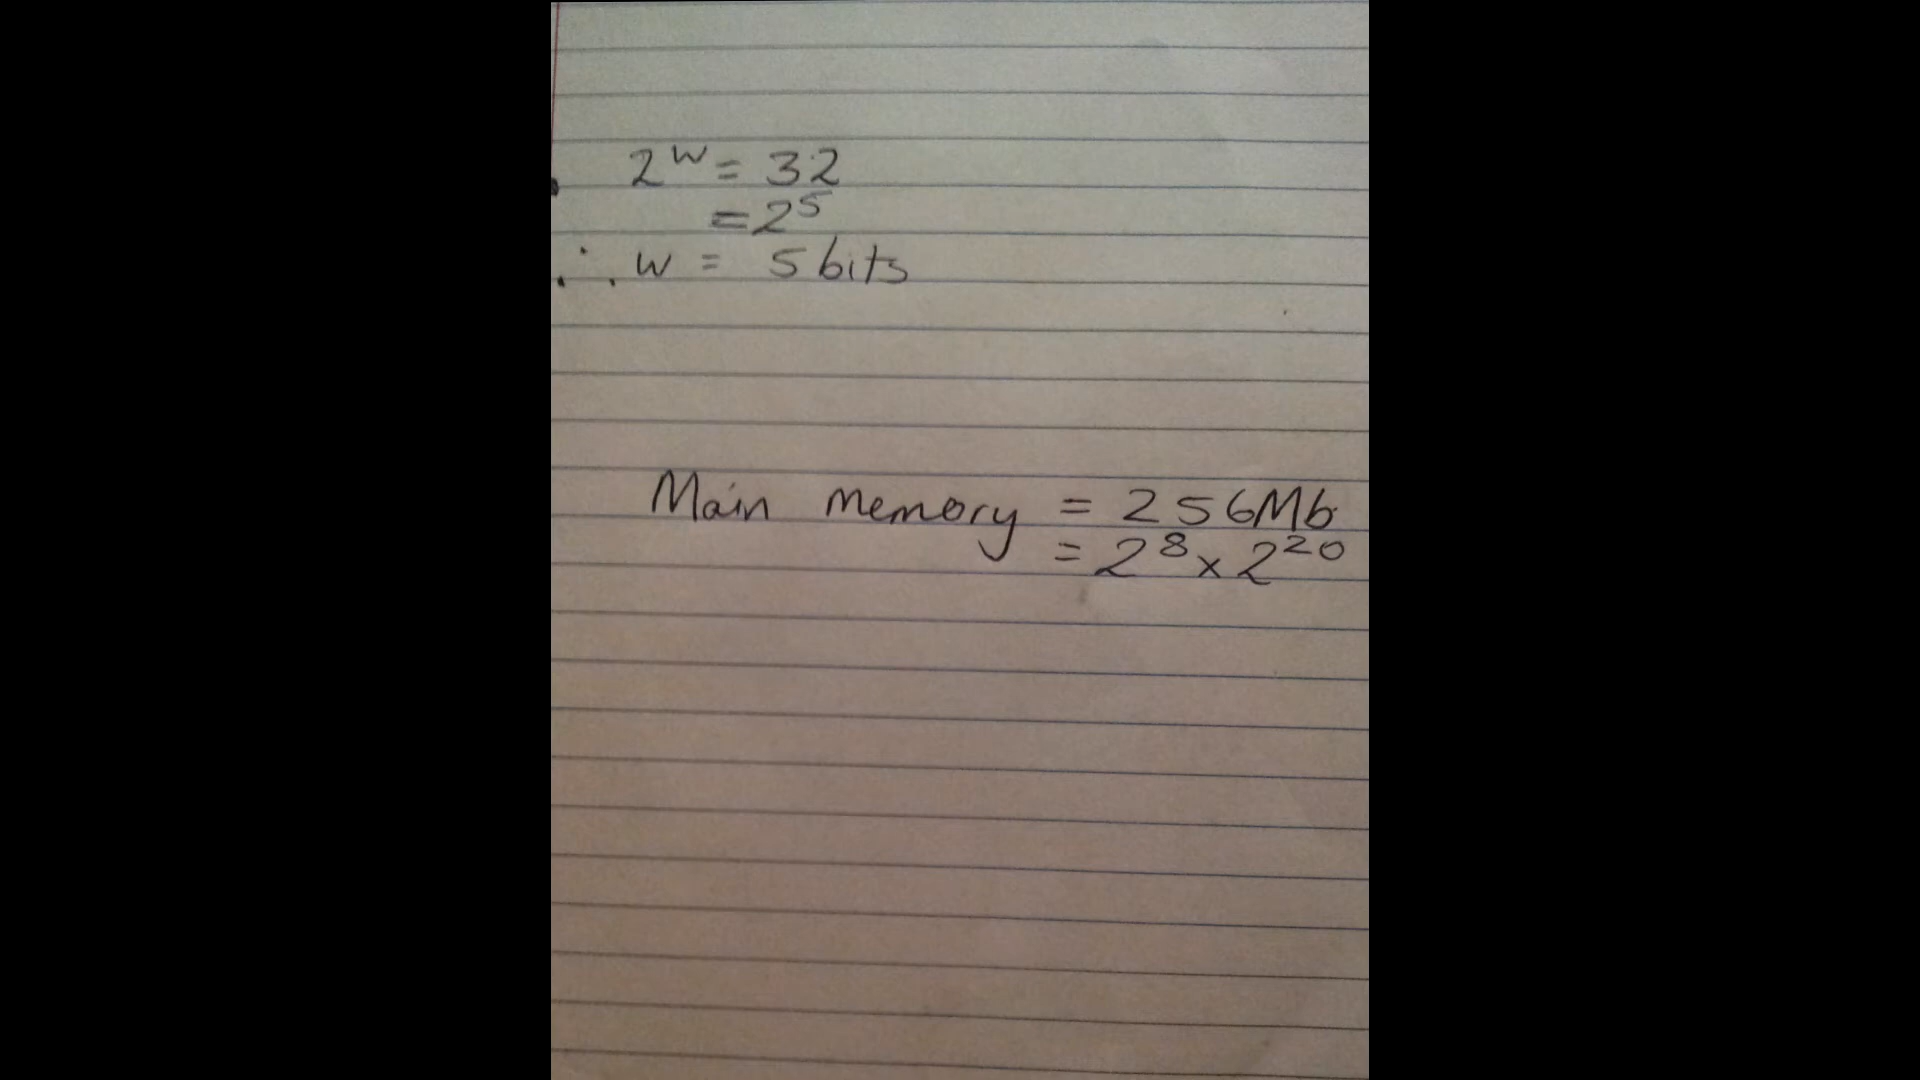 2^w = 32
= 2^5
∴ w = 5 bits
Main memory = 256Mb
= 2^8 x 2^20